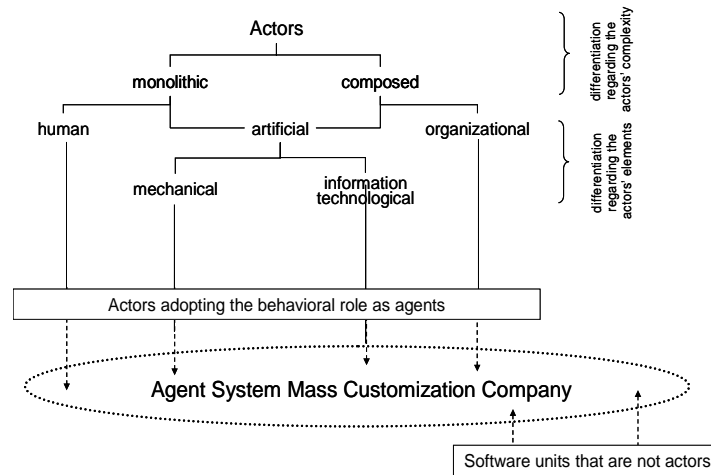 Actors
monolithic composed
human artificial organizational
mechanical information
technological
differentiation
regarding the
actors' complexity
differentiation
regarding the
actors' elements
Actors adopting the behavioral role as agents
Agent System Mass Customization Company
Software units that are not actors